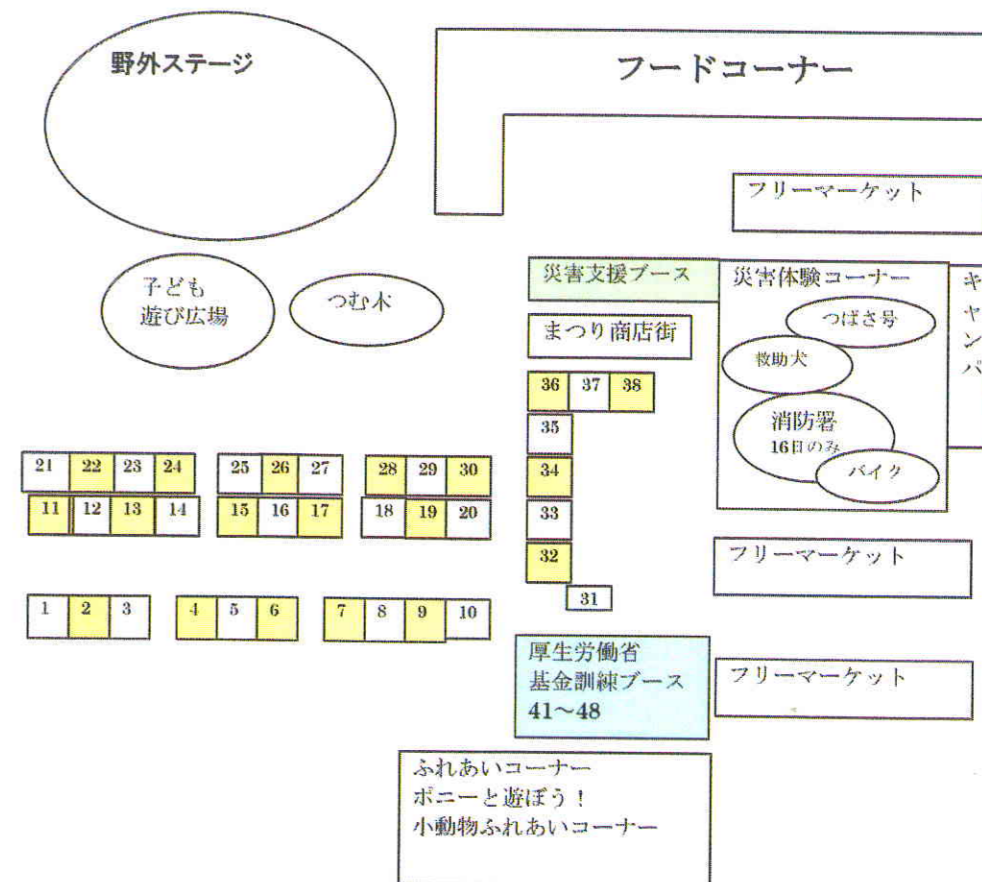 野外ステージ
フードコーナー
フリーマーケット
子ども
遊び広場
つむ木
災害支援ブース
災害体験コーナー
キャンパ
つばさ号
まつり商店街
救助犬
36 37 38
消防署
16日のみ
35
バイク
21 22 23 24 25 26 27 28 29 30
34
11 12 13 14 15 16 17 18 19 20
33
フリーマーケット
32
31
1 2 3 4 5 6 7 8 9 10
厚生労働省
基金訓練ブース
41～48
フリーマーケット
ふれあいコーナー
ポニーと遊ぼう！
小動物ふれあいコーナー